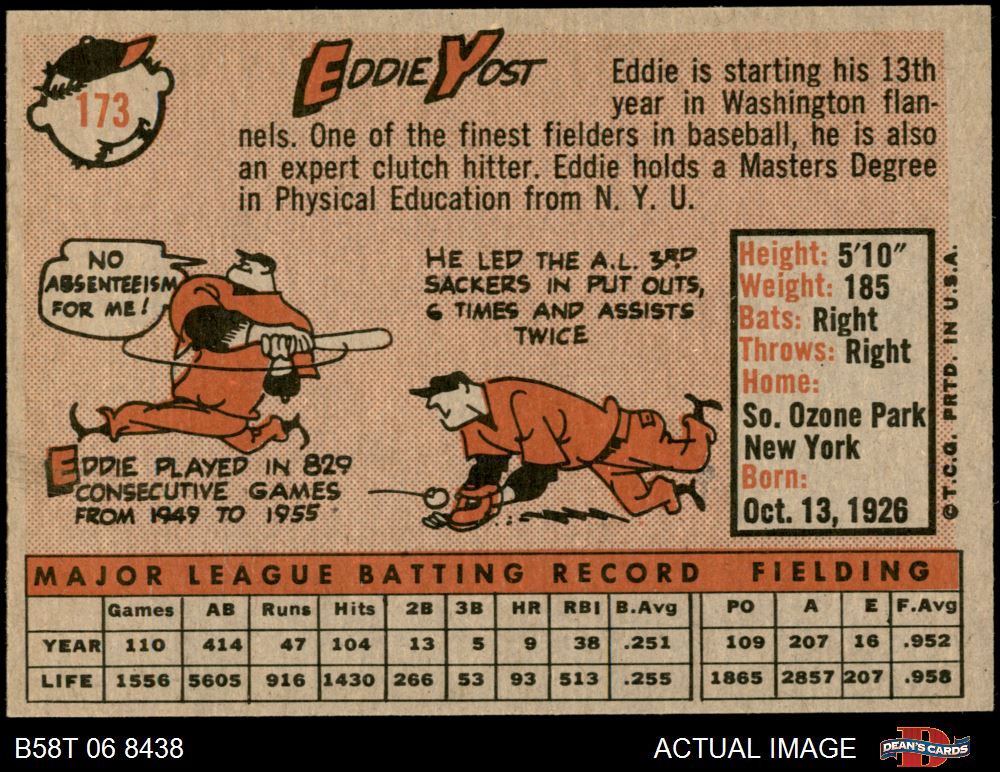 173
EDDIE YOST
Eddie is starting his 13th
year in Washington flan-
nels. One of the finest fielders in baseball, he is also
an expert clutch hitter. Eddie holds a Masters Degree
in Physical Education from N. Y. U.
NO
ABSENTEEISM
FOR ME!
EDDIE PLAYED IN 829
CONSECUTIVE GAMES
FROM 1949 TO 1955
HE LED THE A.L. 3RD
SACKERS IN PUT OUTS,
6 TIMES AND ASSISTS
TWICE
Height: 5'10"
Weight: 185
Bats: Right
Throws: Right
Home:
So. Ozone Park
New York
Born:
Oct. 13, 1926
©T.C.G. PRTD. IN U.S.A.
MAJOR LEAGUE BATTING RECORD FIELDING
Games AB Runs Hits 2B 3B HR RBI B.Avg PO A E F.Avg
YEAR 110 414 47 104 13 5 9 38 .251 109 207 16 .952
LIFE 1556 5605 916 1430 266 53 93 513 .255 1865 2857 207 .958
B58T 06 8438
ACTUAL IMAGE
D
DEAN'S CARDS